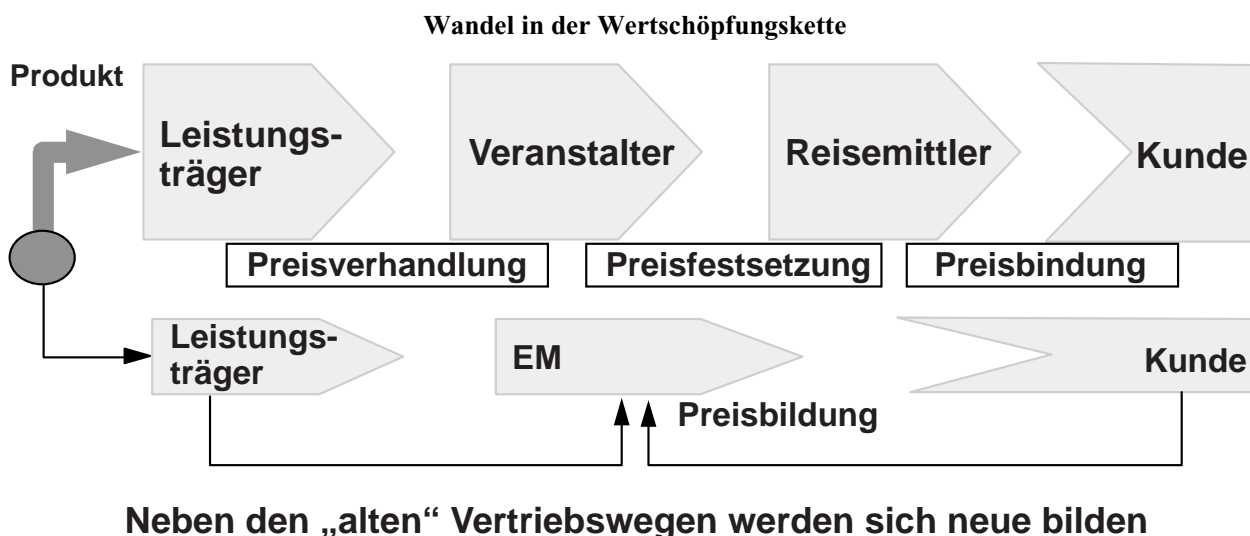 Wandel in der Wertschöpfungskette
Produkt
Leistungs-
träger
Veranstalter
Reisemittler
Kunde
Preisverhandlung
Preisfestsetzung
Preisbindung
Leistungs-
träger
EM
Kunde
Preisbildung
Neben den „alten“ Vertriebswegen werden sich neue bilden